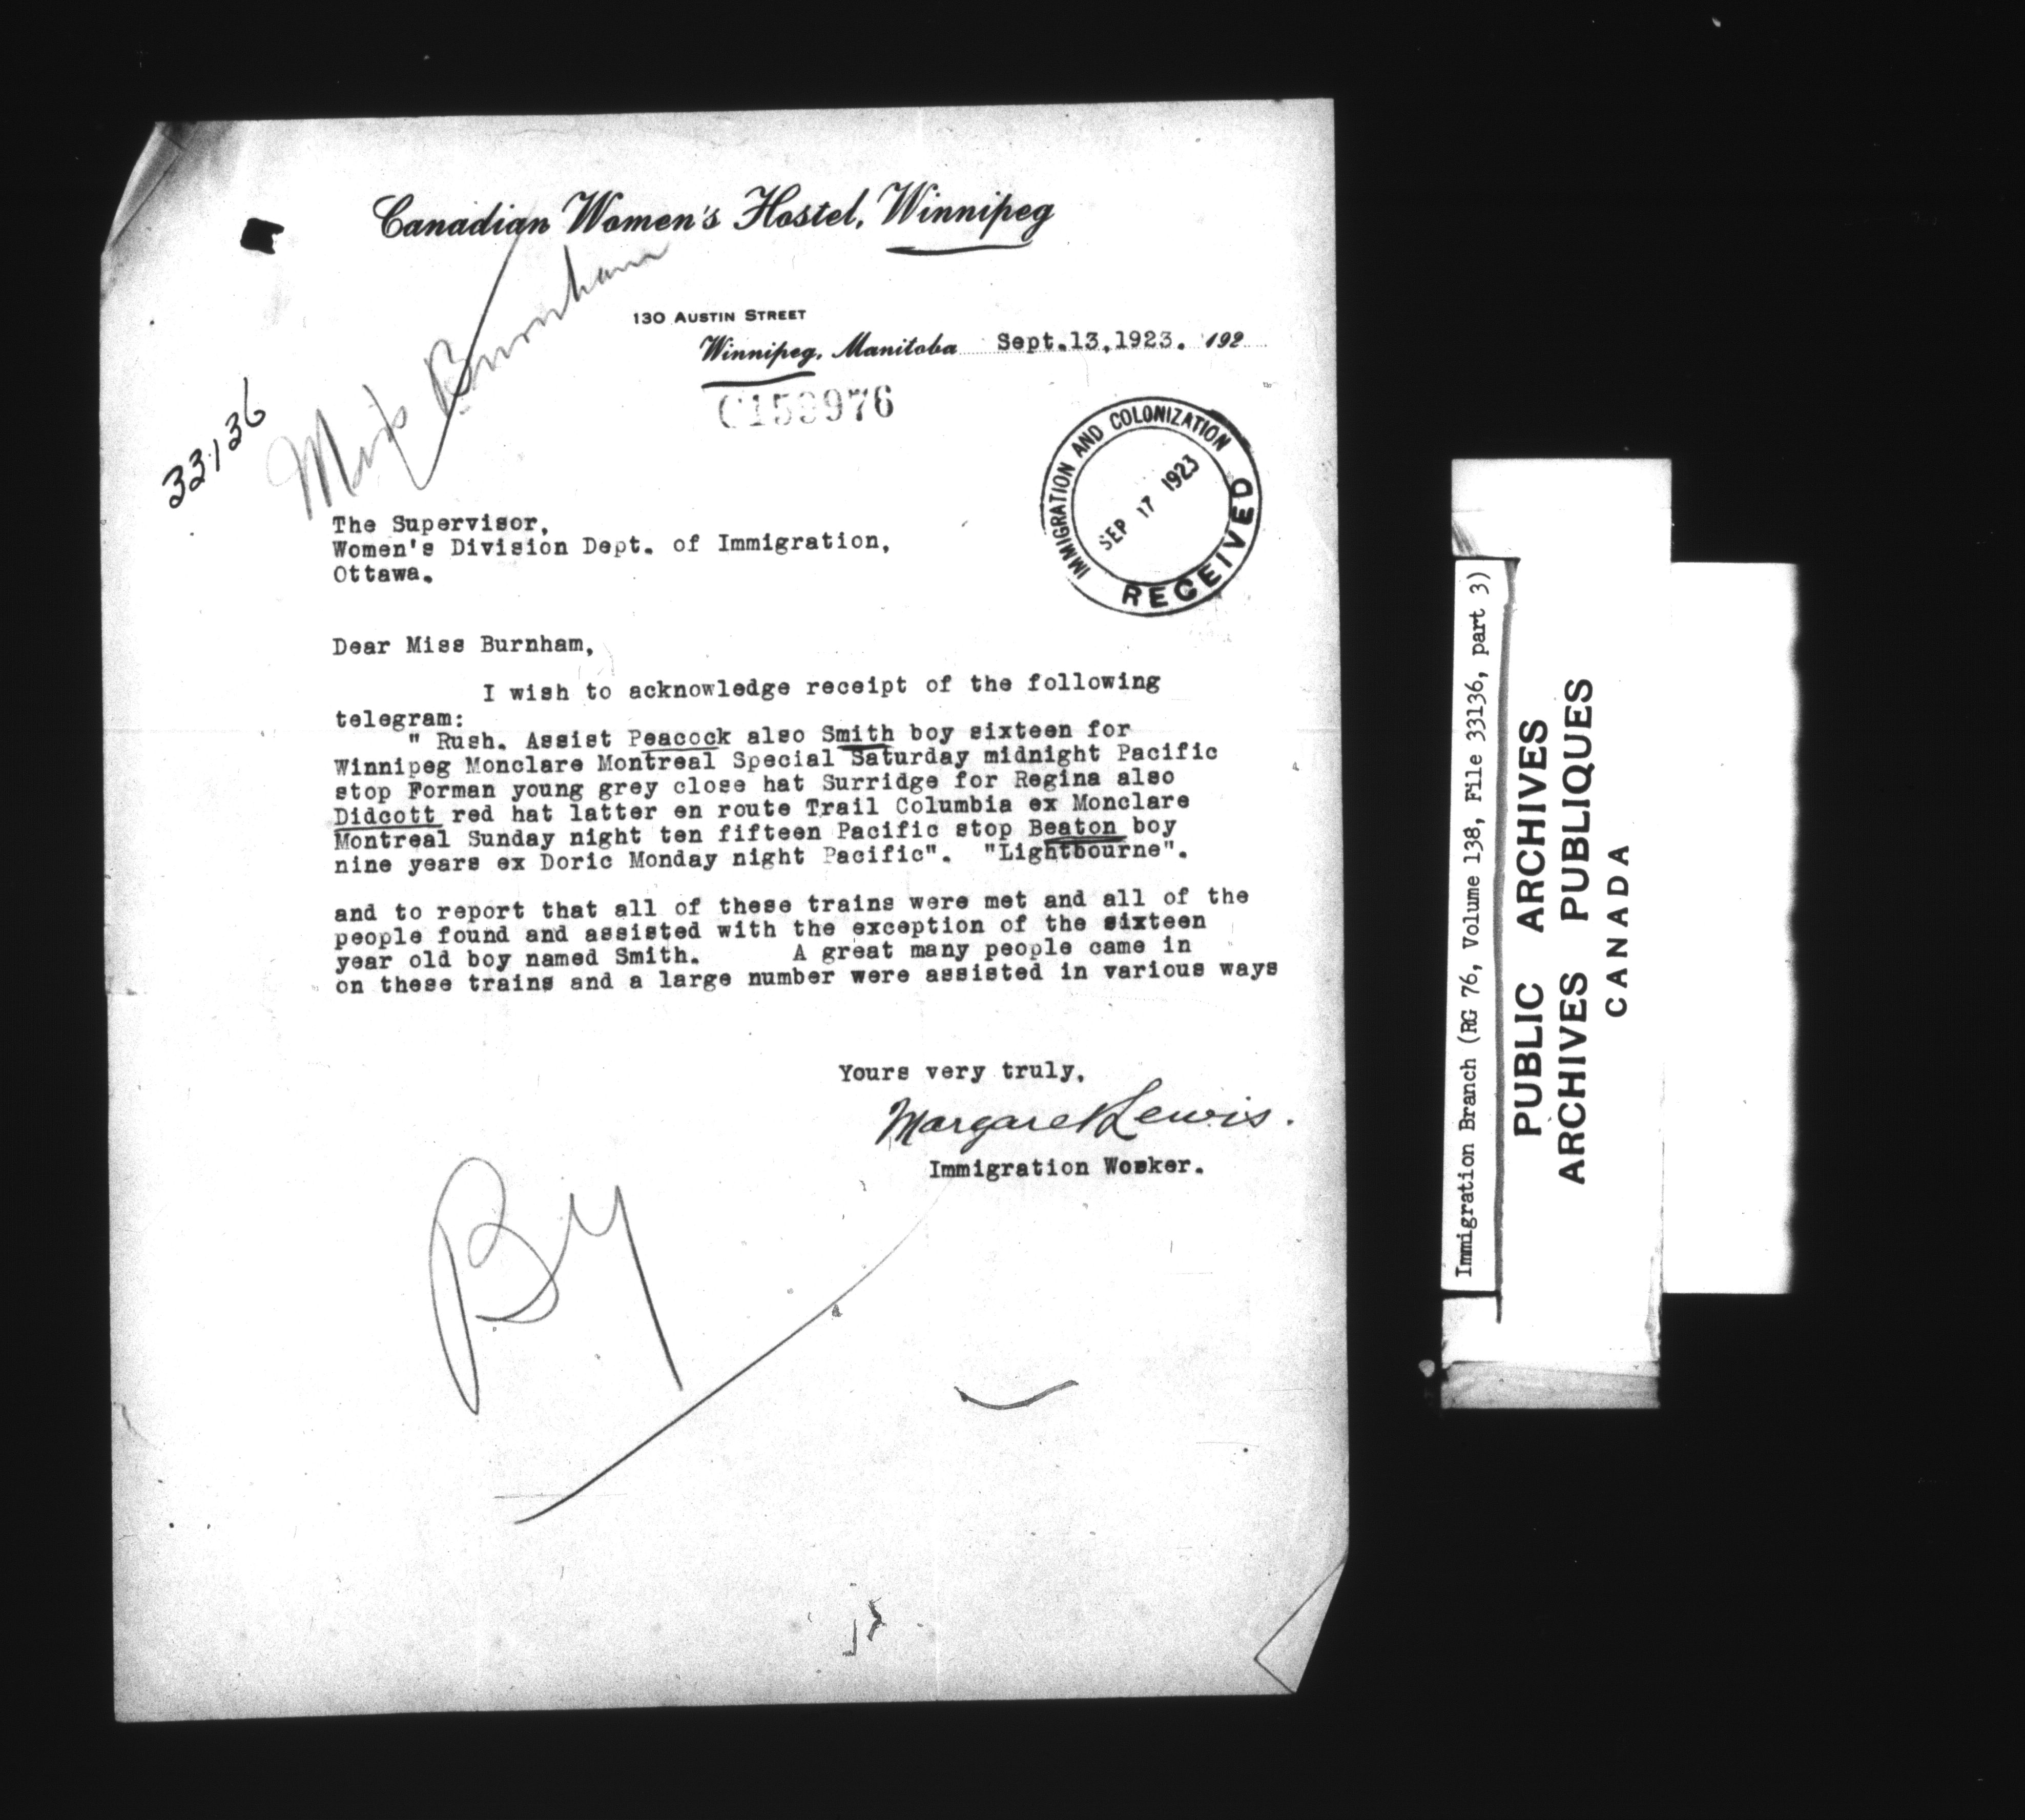 Canadian Women's Hostel, Winnipeg
Miss Burnham
130 AUSTIN STREET
Winnipeg, Manitoba Sept.13,1923. 192
33136
IMMIGRATION AND COLONIZATION
SEP 17 1923
RECEIVED
The Supervisor,
Women's Division Dept. of Immigration,
Ottawa.
Dear Miss Burnham,
I wish to acknowledge receipt of the following
telegram:
" Rush. Assist Peacock also Smith boy sixteen for
Winnipeg Monclare Montreal Special Saturday midnight Pacific
stop Forman young grey close hat Surridge for Regina also
Didcott red hat latter en route Trail Columbia ex Monclare
Montreal Sunday night ten fifteen Pacific stop Beaton boy
nine years ex Doric Monday night Pacific". "Lightbourne".
and to report that all of these trains were met and all of the
people found and assisted with the exception of the sixteen
year old boy named Smith. A great many people came in
on these trains and a large number were assisted in various ways
Yours very truly,
Margaret Lewis.
Immigration Worker.
Immigration Branch (RG 76, Volume 138, File 33136, part 3)
PUBLIC ARCHIVES
ARCHIVES PUBLIQUES
CANADA